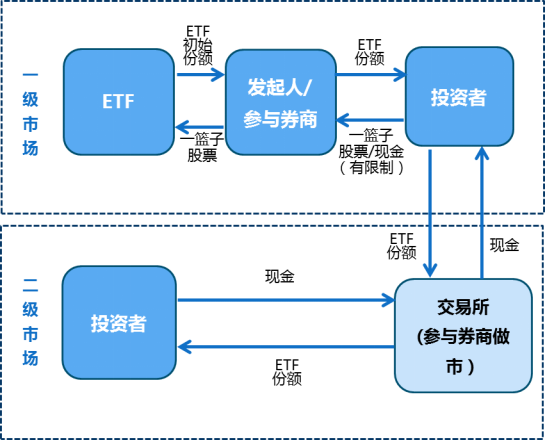 一
级
市
场
ETF
ETF
初始
份额
一篮子
股票
发起人/
参与券商
ETF
份额
一篮子
股票/现金
（有限制）
投资者
ETF
份额
现金
二
级
市
场
投资者
现金
ETF
份额
交易所
(参与券商做
市）